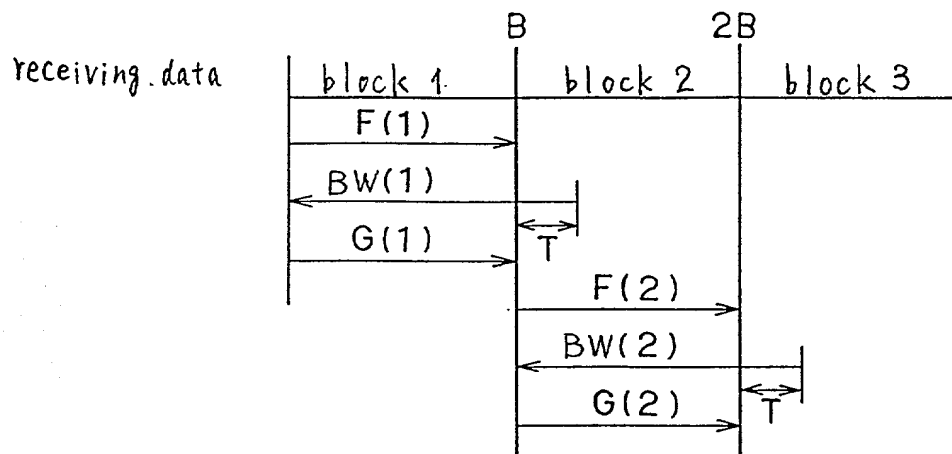 B 2B
receiving.data block 1. block 2 block 3
F(1)
BW(1)
T
G(1)
F(2)
BW(2)
T
G(2)